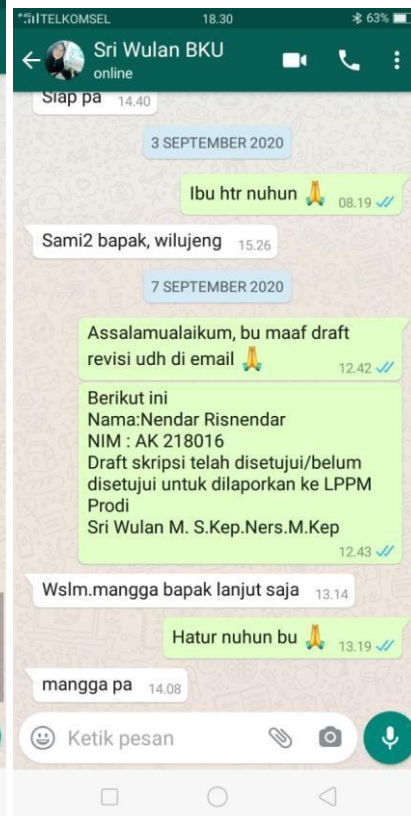 TELKOMSEL 18.30 63%
Sri Wulan BKU
online
Siap pa 14.40
3 SEPTEMBER 2020
Ibu htr nuhun 🙏 08.19
Sami2 bapak, wilujeng 15.26
7 SEPTEMBER 2020
Assalamualaikum, bu maaf draft
revisi udh di email 🙏 12.42
Berikut ini
Nama:Nendar Risnendar
NIM : AK 218016
Draft skripsi telah disetujui/belum
disetujui untuk dilaporkan ke LPPM
Prodi
Sri Wulan M. S.Kep.Ners.M.Kep
12.43
Wslm.mangga bapak lanjut saja 13.14
Hatur nuhun bu 🙏 13.19
mangga pa 14.08
Ketik pesan